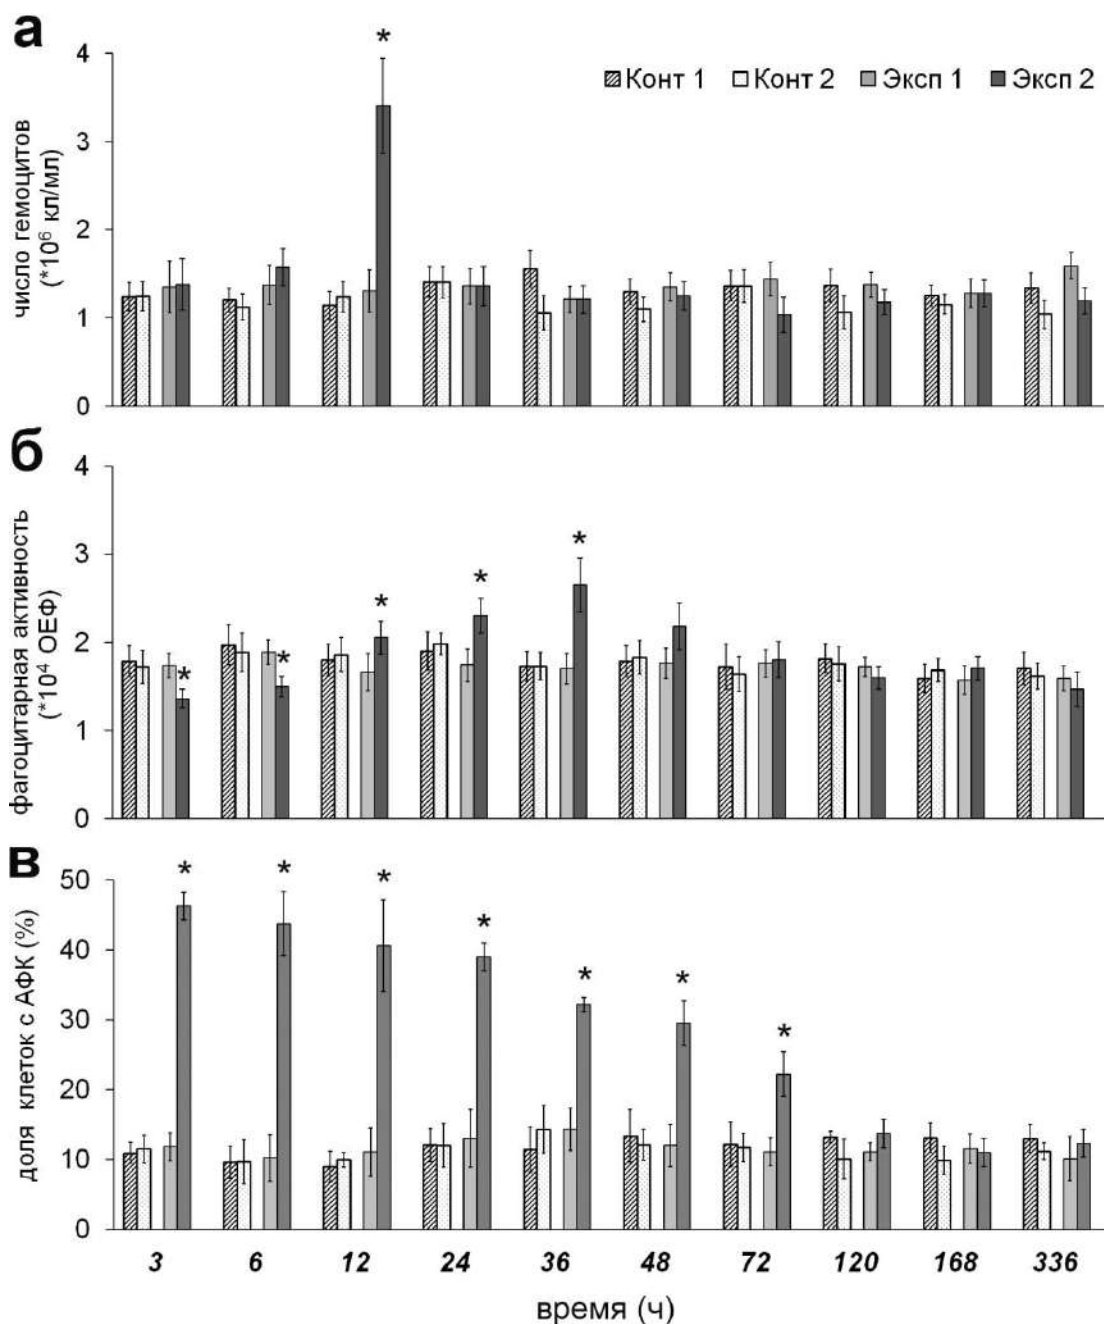 а
*
4
3
2
1
0
число гемоцитов
(*10⁶ кл/мл)
Конт 1 Конт 2 Эксп 1 Эксп 2
б
4
3
2
1
0
фагоцитарная активность
(*10⁴ ОЕФ)
* * * * *
в
50
40
30
20
10
0
доля клеток с АФК (%)
* * * * * * *
3 6 12 24 36 48 72 120 168 336
время (ч)